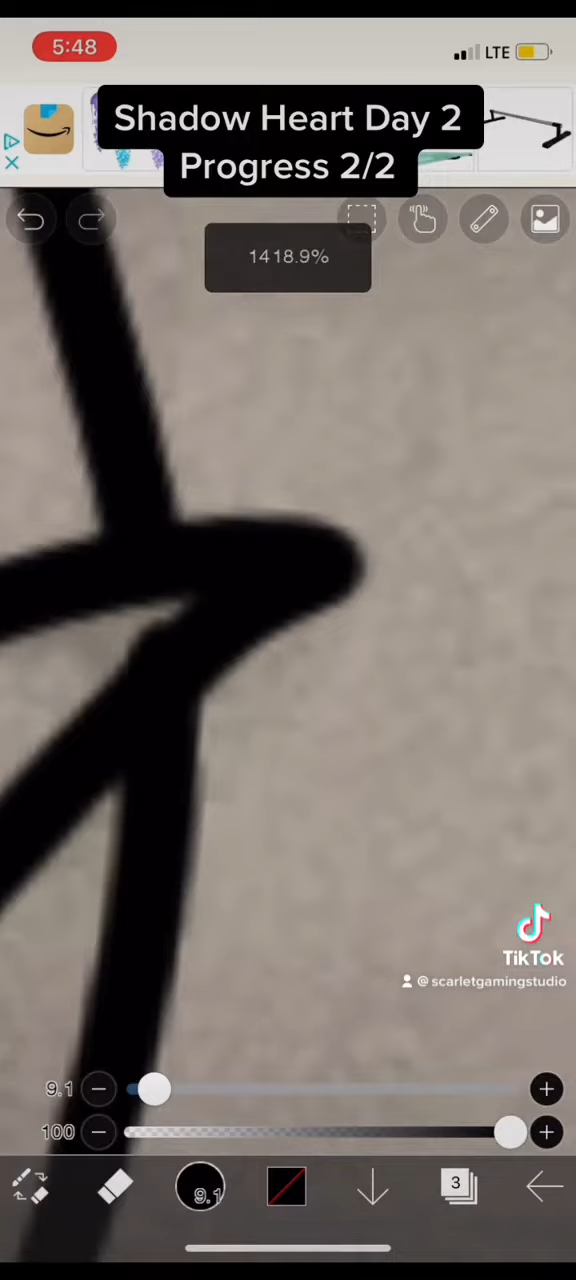 5:48
LTE
Shadow Heart Day 2
Progress 2/2
1418.9%
TikTok
@scarletgamingstudio
9.1
100
9.1
3